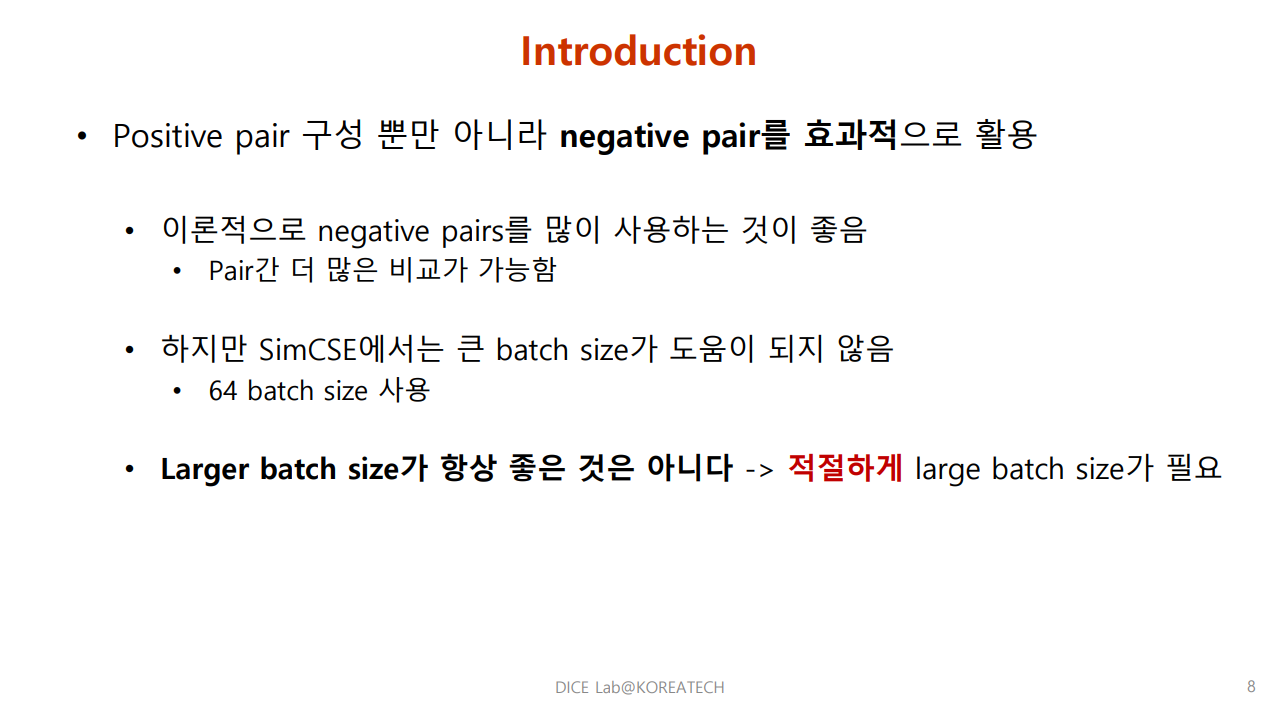 Introduction
• Positive pair 구성 뿐만 아니라 negative pair를 효과적으로 활용
• 이론적으로 negative pairs를 많이 사용하는 것이 좋음
• Pair간 더 많은 비교가 가능함
• 하지만 SimCSE에서는 큰 batch size가 도움이 되지 않음
• 64 batch size 사용
• Larger batch size가 항상 좋은 것은 아니다 -> 적절하게 large batch size가 필요
DICE Lab@KOREATECH
8